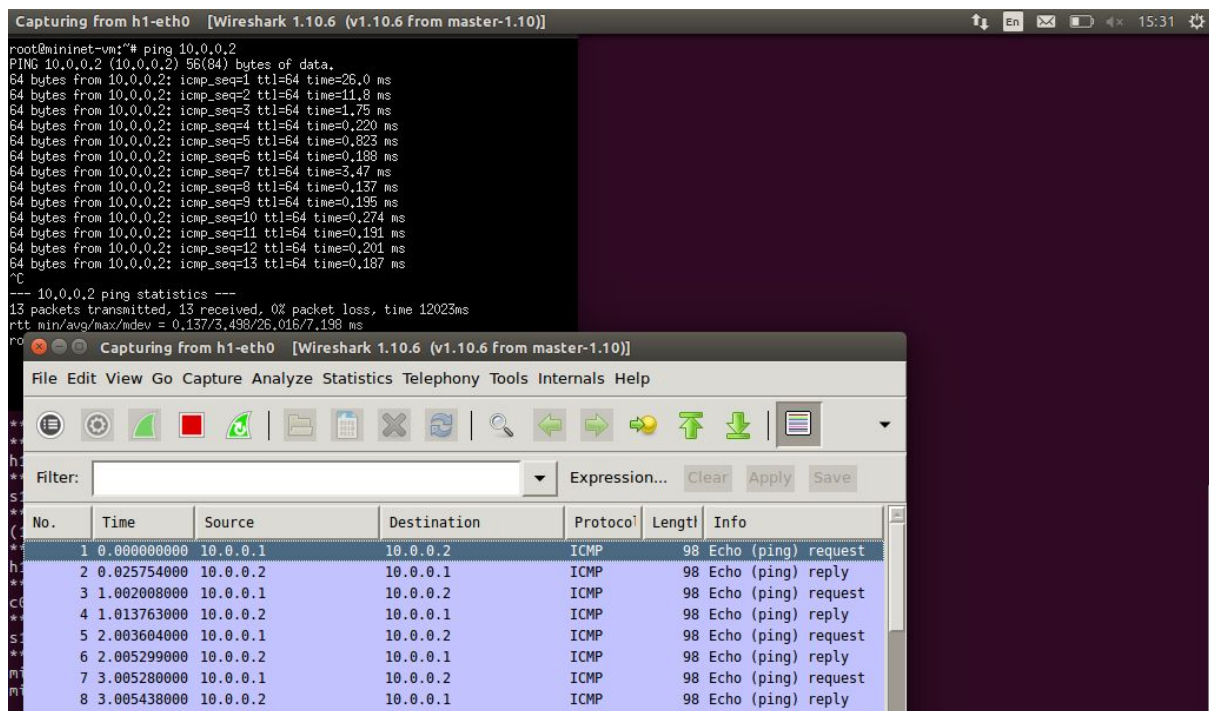 Capturing from h1-eth0 [Wireshark 1.10.6 (v1.10.6 from master-1.10)]
En 15:31
root@mininet-vm:~# ping 10.0.0.2
PING 10.0.0.2 (10.0.0.2) 56(84) bytes of data.
64 bytes from 10.0.0.2: icmp_seq=1 ttl=64 time=26.0 ms
64 bytes from 10.0.0.2: icmp_seq=2 ttl=64 time=11.8 ms
64 bytes from 10.0.0.2: icmp_seq=3 ttl=64 time=1.75 ms
64 bytes from 10.0.0.2: icmp_seq=4 ttl=64 time=0.220 ms
64 bytes from 10.0.0.2: icmp_seq=5 ttl=64 time=0.823 ms
64 bytes from 10.0.0.2: icmp_seq=6 ttl=64 time=0.188 ms
64 bytes from 10.0.0.2: icmp_seq=7 ttl=64 time=3.47 ms
64 bytes from 10.0.0.2: icmp_seq=8 ttl=64 time=0.137 ms
64 bytes from 10.0.0.2: icmp_seq=9 ttl=64 time=0.195 ms
64 bytes from 10.0.0.2: icmp_seq=10 ttl=64 time=0.274 ms
64 bytes from 10.0.0.2: icmp_seq=11 ttl=64 time=0.191 ms
64 bytes from 10.0.0.2: icmp_seq=12 ttl=64 time=0.201 ms
64 bytes from 10.0.0.2: icmp_seq=13 ttl=64 time=0.187 ms
^C
--- 10.0.0.2 ping statistics ---
13 packets transmitted, 13 received, 0% packet loss, time 12023ms
rtt min/avg/max/mdev = 0.137/3.498/26.016/7.198 ms
ro
Capturing from h1-eth0 [Wireshark 1.10.6 (v1.10.6 from master-1.10)]
File Edit View Go Capture Analyze Statistics Telephony Tools Internals Help
Filter: Expression... Clear Apply Save
No. Time Source Destination Protocol Length Info
1 0.000000000 10.0.0.1 10.0.0.2 ICMP 98 Echo (ping) request
2 0.025754000 10.0.0.2 10.0.0.1 ICMP 98 Echo (ping) reply
3 1.002008000 10.0.0.1 10.0.0.2 ICMP 98 Echo (ping) request
4 1.013763000 10.0.0.2 10.0.0.1 ICMP 98 Echo (ping) reply
5 2.003604000 10.0.0.1 10.0.0.2 ICMP 98 Echo (ping) request
6 2.005299000 10.0.0.2 10.0.0.1 ICMP 98 Echo (ping) reply
7 3.005280000 10.0.0.1 10.0.0.2 ICMP 98 Echo (ping) request
8 3.005438000 10.0.0.2 10.0.0.1 ICMP 98 Echo (ping) reply